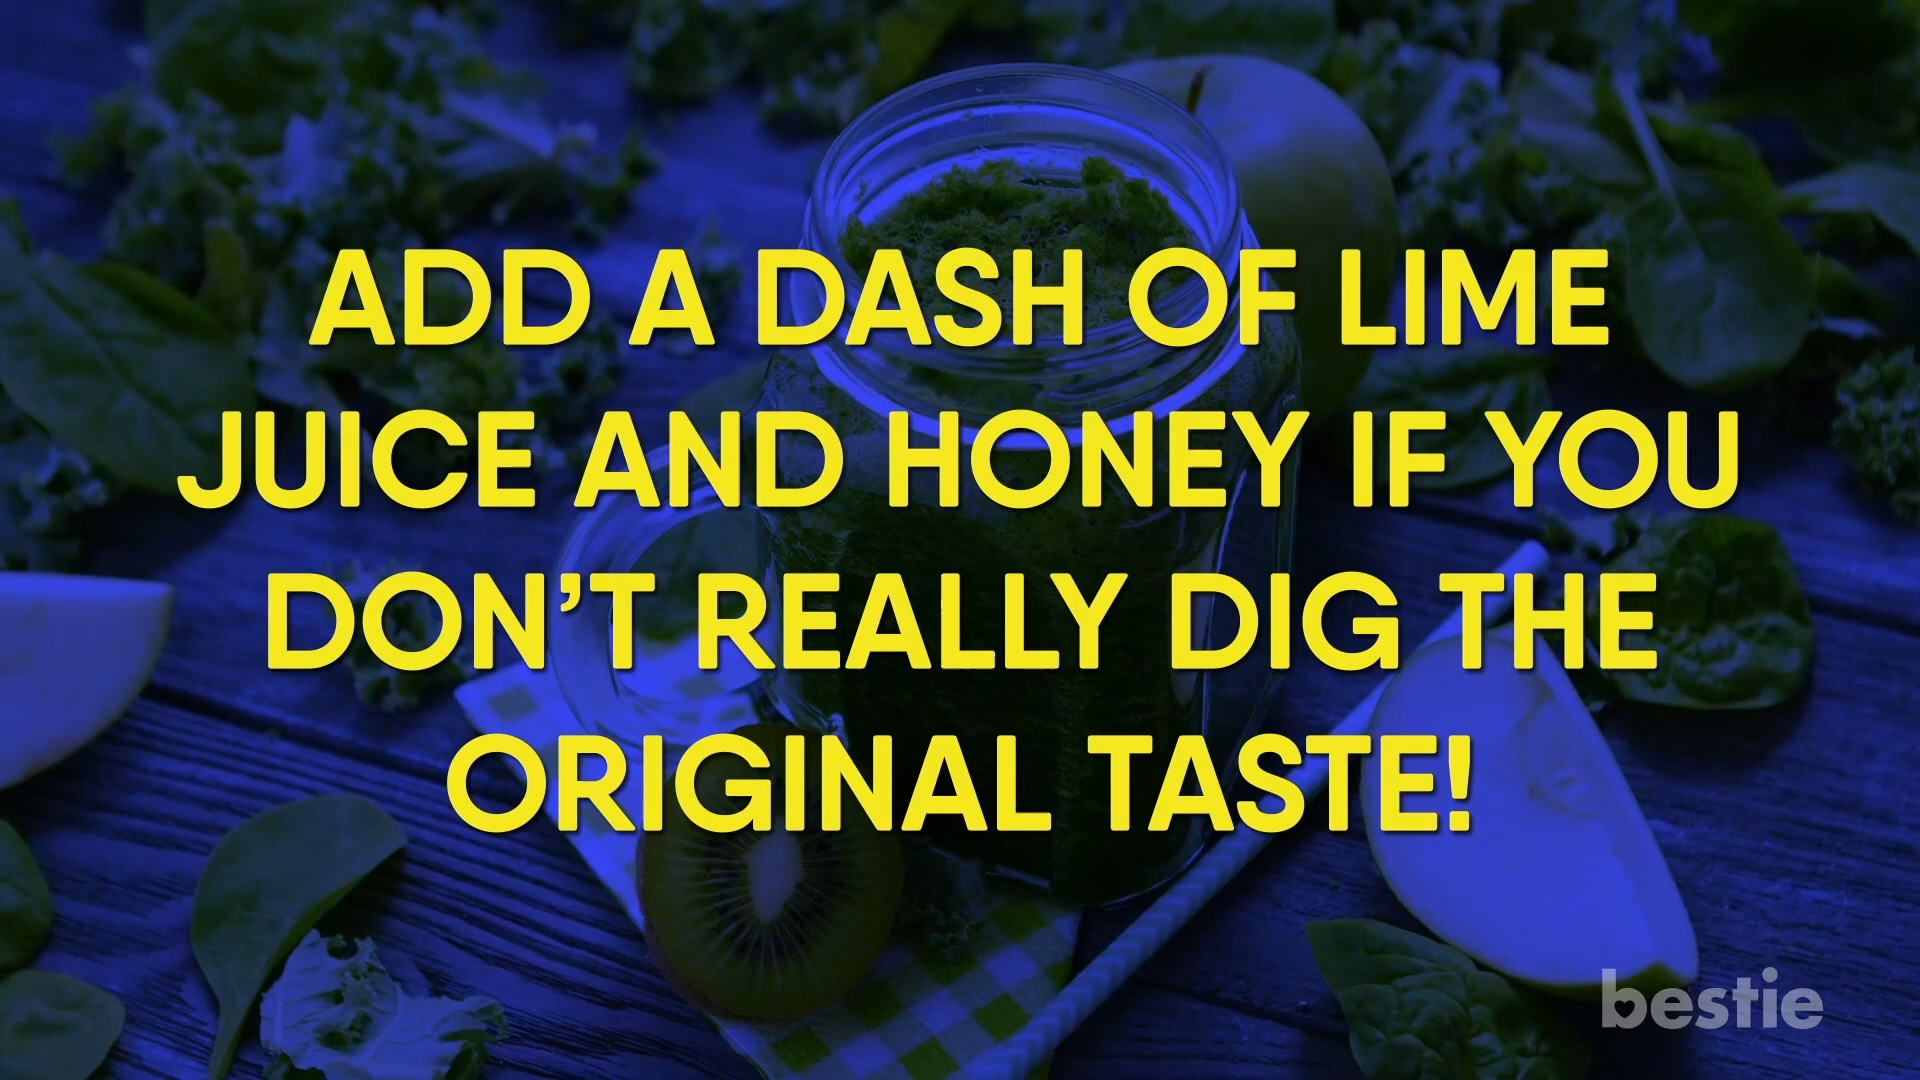 ADD A DASH OF LIME
JUICE AND HONEY IF YOU
DON’T REALLY DIG THE
ORIGINAL TASTE!
bestie